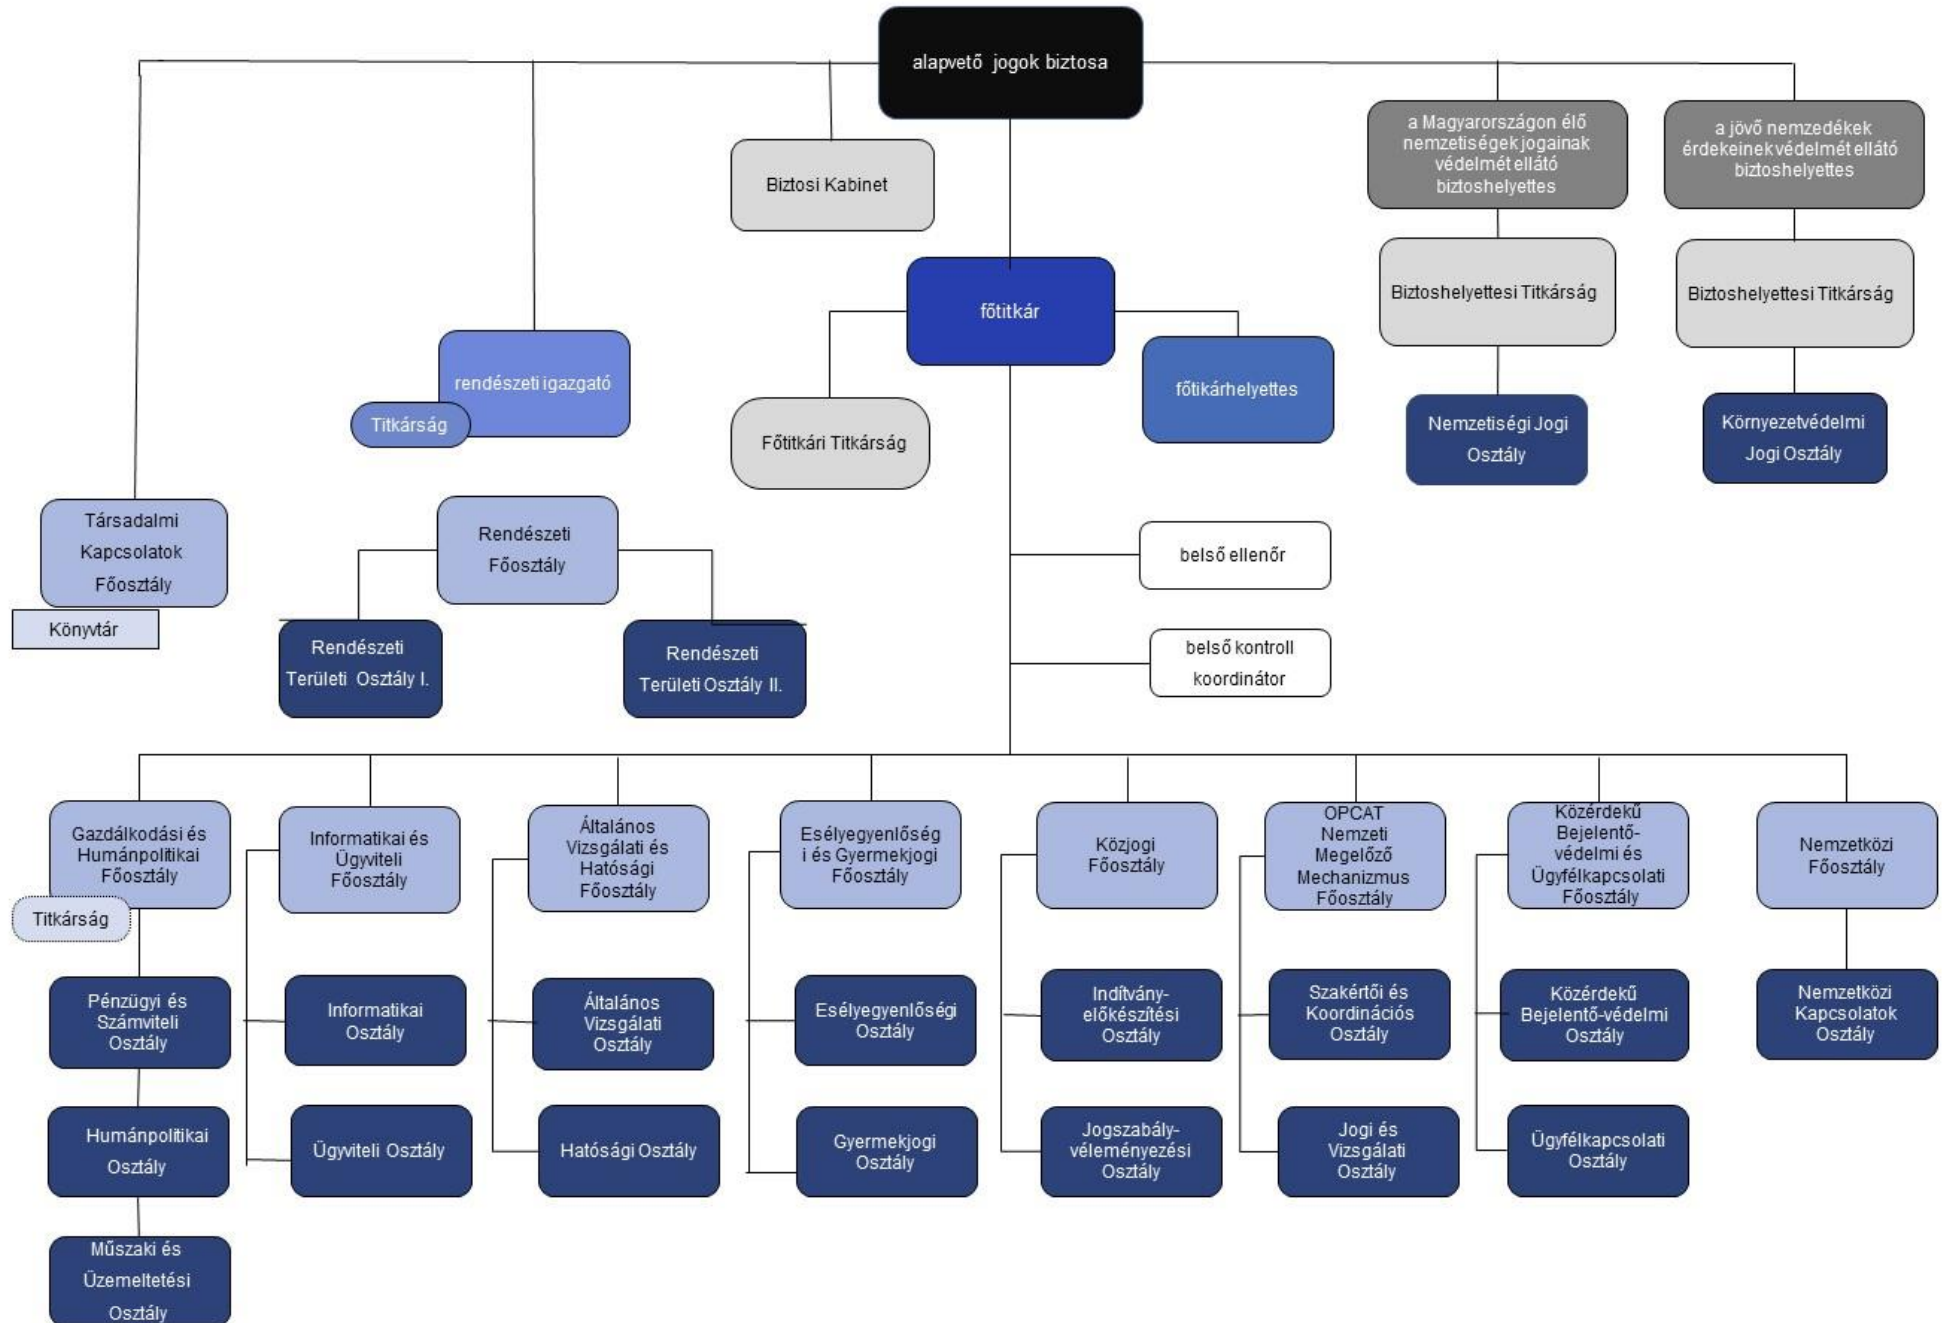 alapvető jogok biztosa
a Magyarországon élő
nemzetiségek jogainak
védelmét ellátó
biztoshelyettes
a jövő nemzedékek
érdekeinek védelmét ellátó
biztoshelyettes
Biztosi Kabinet
Biztoshelyettesi Titkárság
Biztoshelyettesi Titkárság
főtitkár
rendészeti igazgató
Titkárság
főtikárhelyettes
Főtitkári Titkárság
Nemzetiségi Jogi
Osztály
Környezetvédelmi
Jogi Osztály
Társadalmi
Kapcsolatok
Főosztály
Könyvtár
Rendészeti
Főosztály
Rendészeti
Területi Osztály I.
Rendészeti
Területi Osztály II.
belső ellenőr
belső kontroll
koordinátor
Gazdálkodási és
Humánpolitikai
Főosztály
Titkárság
Informatikai és
Ügyviteli
Főosztály
Általános
Vizsgálati és
Hatósági
Főosztály
Esélyegyenlőség
i és Gyermekjogi
Főosztály
Közjogi
Főosztály
OPCAT
Nemzeti
Megelőző
Mechanizmus
Főosztály
Közérdekű
Bejelentő-
védelmi és
Ügyfélkapcsolati
Főosztály
Nemzetközi
Főosztály
Pénzügyi és
Számviteli
Osztály
Informatikai
Osztály
Általános
Vizsgálati
Osztály
Esélyegyenlőségi
Osztály
Indítvány-
előkészítési
Osztály
Szakértői és
Koordinációs
Osztály
Közérdekű
Bejelentő-védelmi
Osztály
Nemzetközi
Kapcsolatok
Osztály
Humánpolitikai
Osztály
Ügyviteli Osztály
Hatósági Osztály
Gyermekjogi
Osztály
Jogszabály-
véleményezési
Osztály
Jogi és
Vizsgálati
Osztály
Ügyfélkapcsolati
Osztály
Műszaki és
Üzemeltetési
Osztály